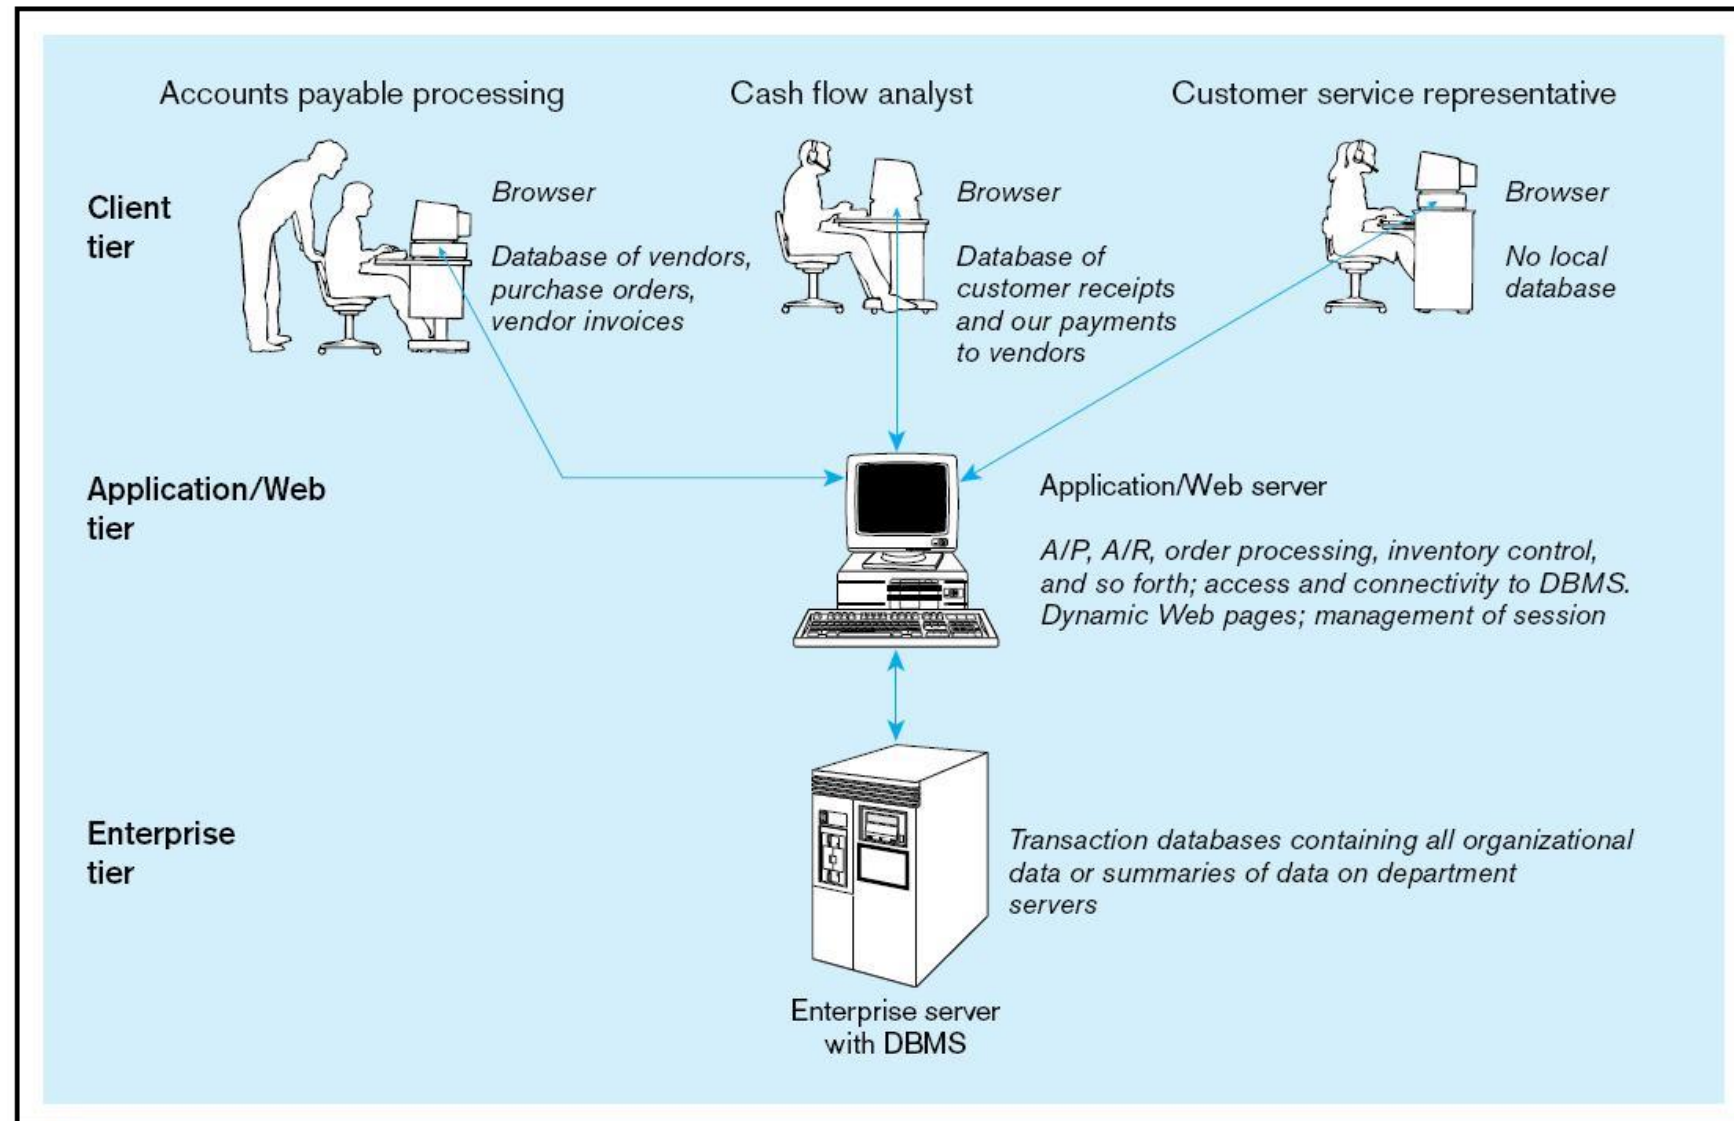 Accounts payable processing
Cash flow analyst
Customer service representative
Client
tier
Browser
Database of vendors,
purchase orders,
vendor invoices
Browser
Database of
customer receipts
and our payments
to vendors
Browser
No local
database
Application/Web
tier
Application/Web server
A/P, A/R, order processing, inventory control,
and so forth; access and connectivity to DBMS.
Dynamic Web pages; management of session
Enterprise
tier
Transaction databases containing all organizational
data or summaries of data on department
servers
Enterprise server
with DBMS